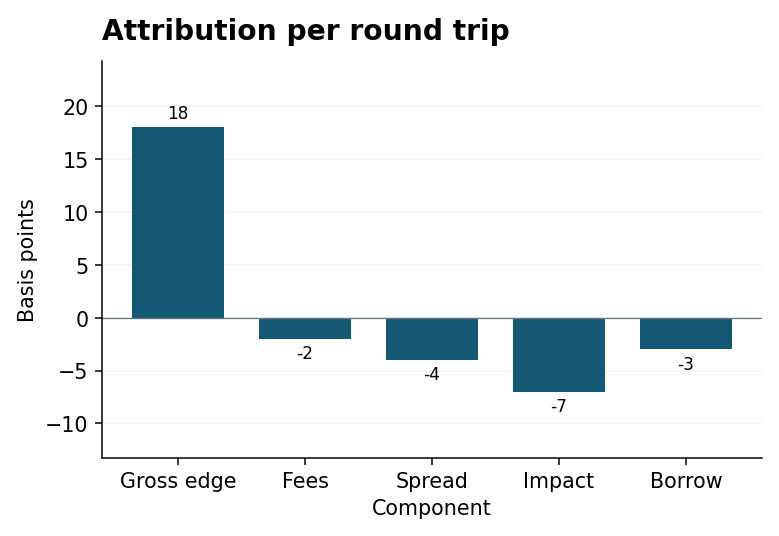 Attribution per round trip
Basis points
20
15
10
5
0
−5
−10
18
-2
-4
-7
-3
Gross edge
Fees
Spread
Impact
Borrow
Component